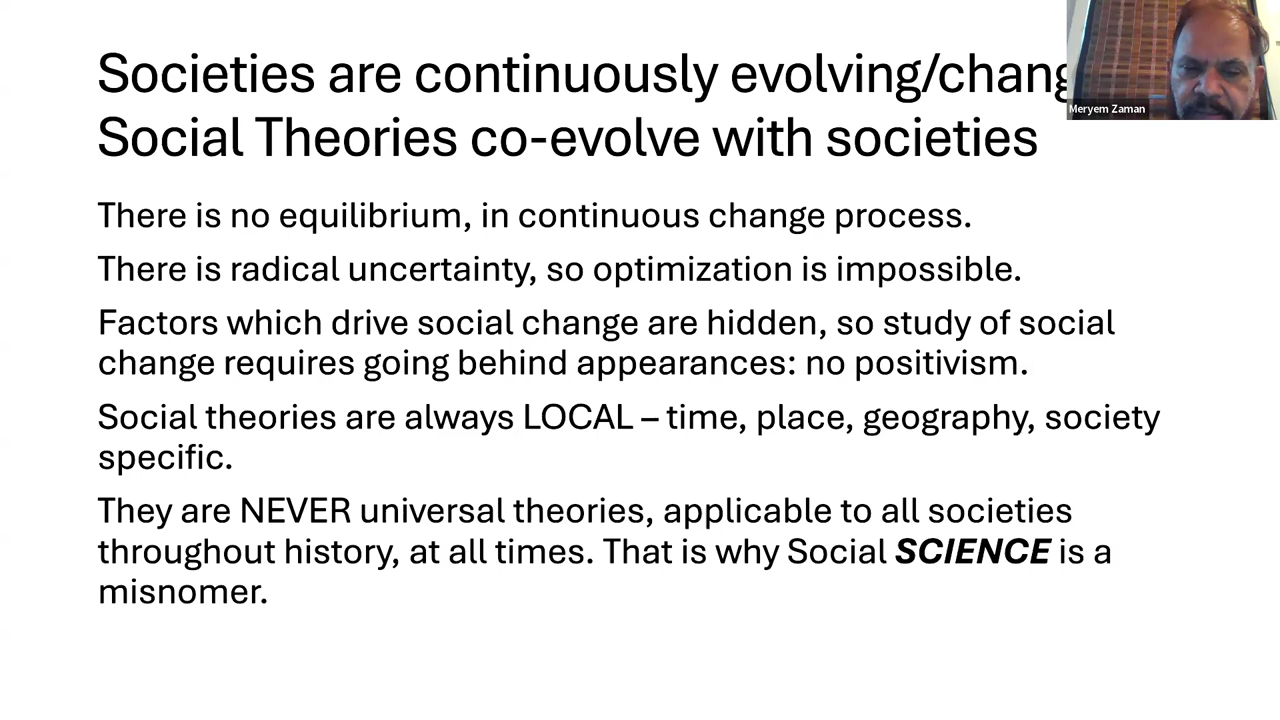 Societies are continuously evolving/chang
Social Theories co-evolve with societies
Meryem Zaman
There is no equilibrium, in continuous change process.
There is radical uncertainty, so optimization is impossible.
Factors which drive social change are hidden, so study of social
change requires going behind appearances: no positivism.
Social theories are always LOCAL – time, place, geography, society
specific.
They are NEVER universal theories, applicable to all societies
throughout history, at all times. That is why Social SCIENCE is a
misnomer.